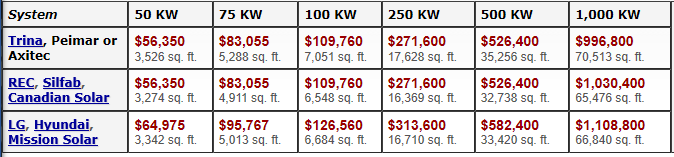 System 50 KW 75 KW 100 KW 250 KW 500 KW 1,000 KW
Trina, Peimar or $56,350 $83,055 $109,760 $271,600 $526,400 $996,800
Axitec 3,526 sq. ft. 5,288 sq. ft. 7,051 sq. ft. 17,628 sq. ft. 35,256 sq. ft. 70,513 sq. ft.
REC, Silfab, $56,350 $83,055 $109,760 $271,600 $526,400 $1,030,400
Canadian Solar 3,274 sq. ft. 4,911 sq. ft. 6,548 sq. ft. 16,369 sq. ft. 32,738 sq. ft. 65,476 sq. ft.
LG, Hyundai, $64,975 $95,767 $126,560 $313,600 $582,400 $1,108,800
Mission Solar 3,342 sq. ft. 5,013 sq. ft. 6,684 sq. ft. 16,710 sq. ft. 33,420 sq. ft. 66,840 sq. ft.